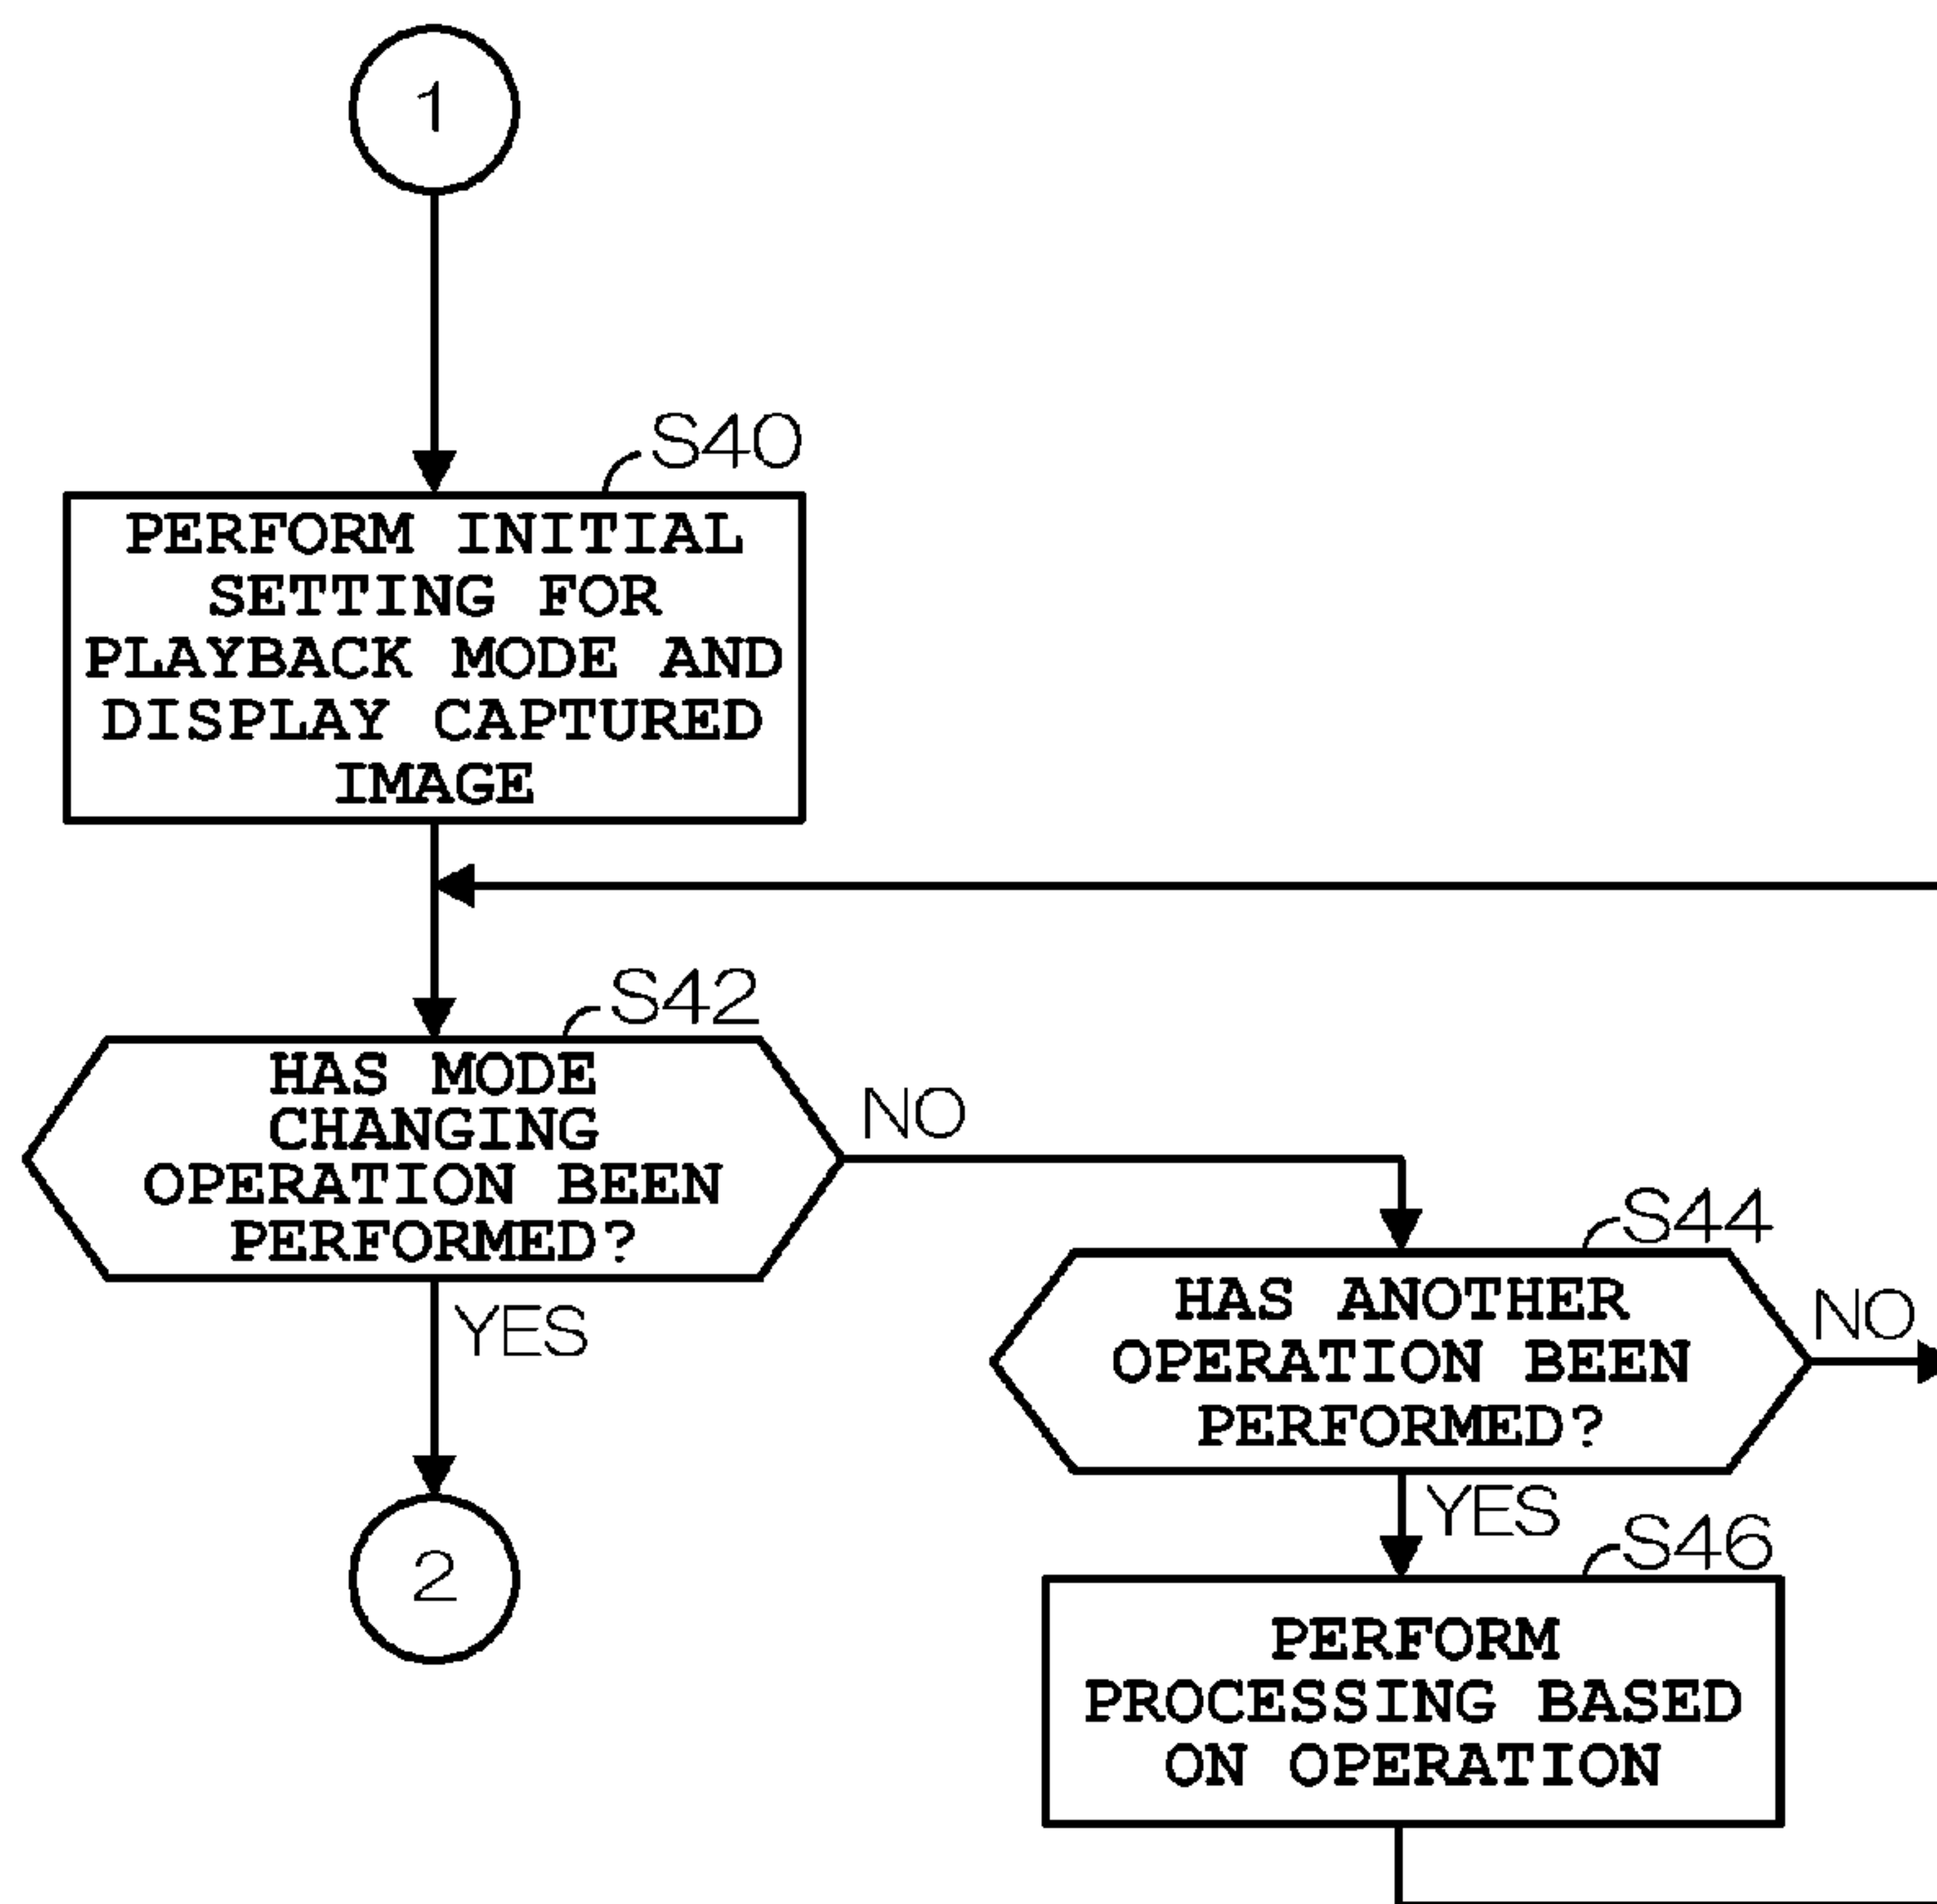 1
S40
PERFORM INITIAL
SETTING FOR
PLAYBACK MODE AND
DISPLAY CAPTURED
IMAGE
S42
HAS MODE
CHANGING
OPERATION BEEN
PERFORMED?
NO
YES
2
S44
HAS ANOTHER
OPERATION BEEN
PERFORMED?
NO
YES
S46
PERFORM
PROCESSING BASED
ON OPERATION